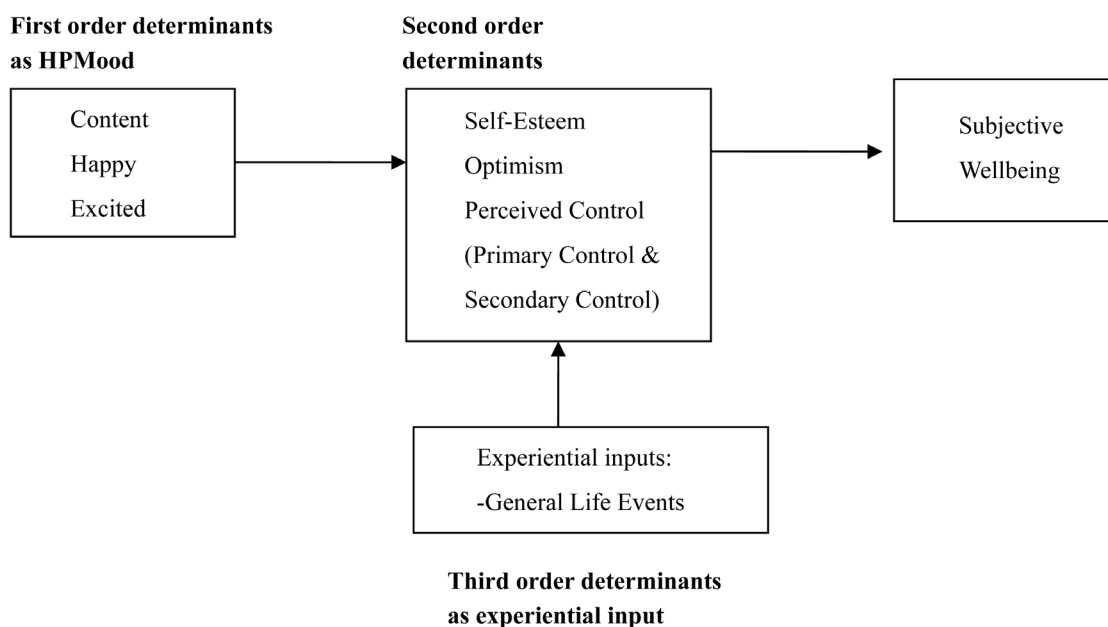 First order determinants
as HPMood
Content
Happy
Excited
Second order
determinants
Self-Esteem
Optimism
Perceived Control
(Primary Control &
Secondary Control)
Subjective
Wellbeing
Experiential inputs:
-General Life Events
Third order determinants
as experiential input